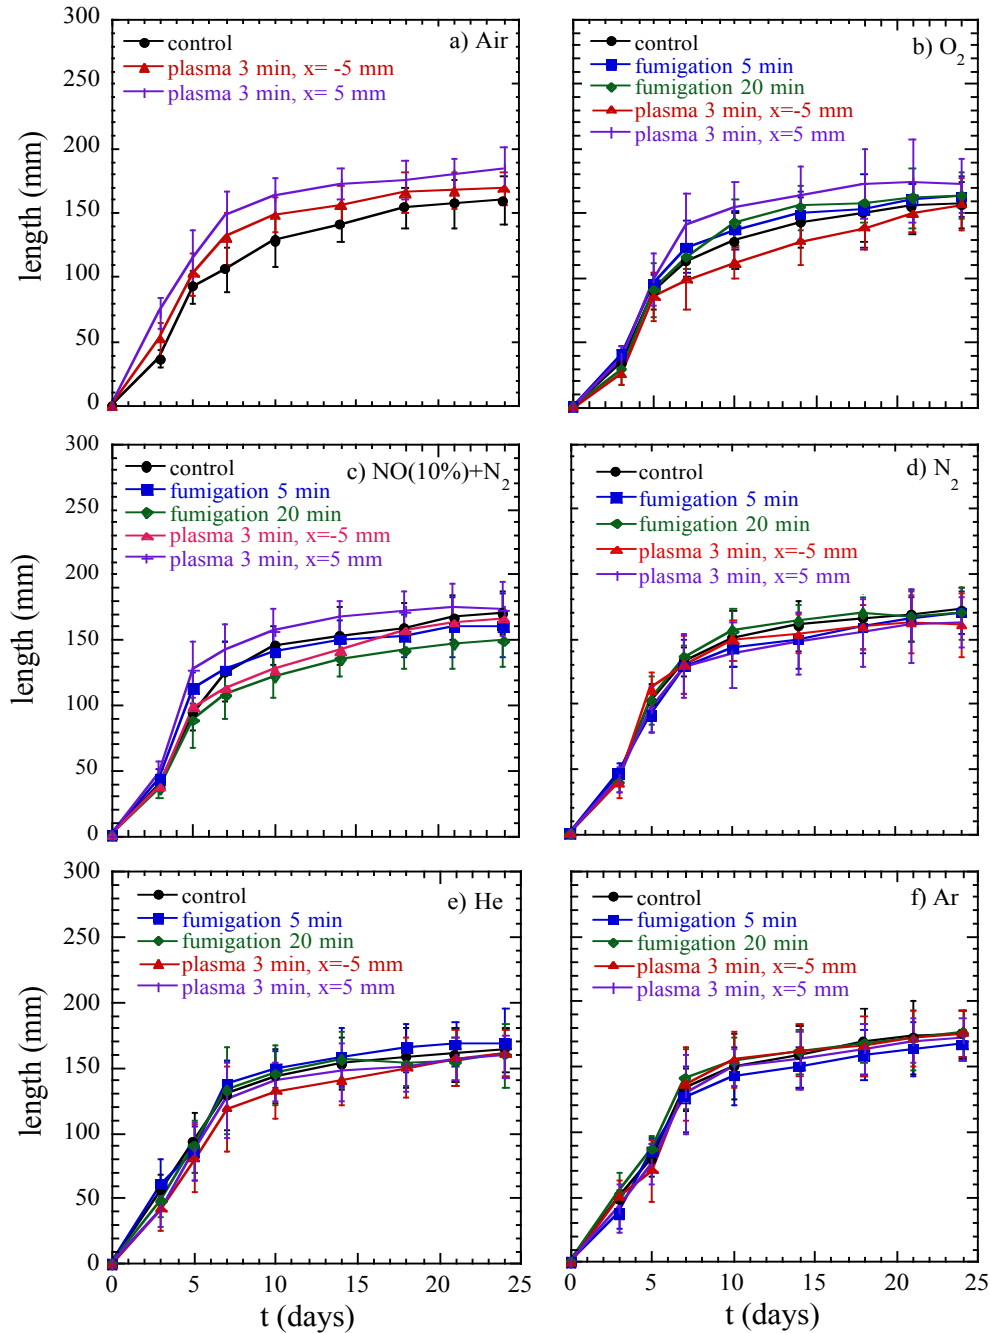 a) Air
control
plasma 3 min, x= -5 mm
plasma 3 min, x= 5 mm
300
250
200
150
100
50
0
length (mm)
b) O2
control
fumigation 5 min
fumigation 20 min
plasma 3 min, x=-5 mm
plasma 3 min, x=5 mm
c) NO(10%)+N2
control
fumigation 5 min
fumigation 20 min
plasma 3 min, x=-5 mm
plasma 3 min, x=5 mm
300
250
200
150
100
50
0
length (mm)
d) N2
control
fumigation 5 min
fumigation 20 min
plasma 3 min, x=-5 mm
plasma 3 min, x=5 mm
e) He
control
fumigation 5 min
fumigation 20 min
plasma 3 min, x=-5 mm
plasma 3 min, x=5 mm
300
250
200
150
100
50
0
length (mm)
0 5 10 15 20 25
t (days)
f) Ar
control
fumigation 5 min
fumigation 20 min
plasma 3 min, x=-5 mm
plasma 3 min, x=5 mm
0 5 10 15 20 25
t (days)